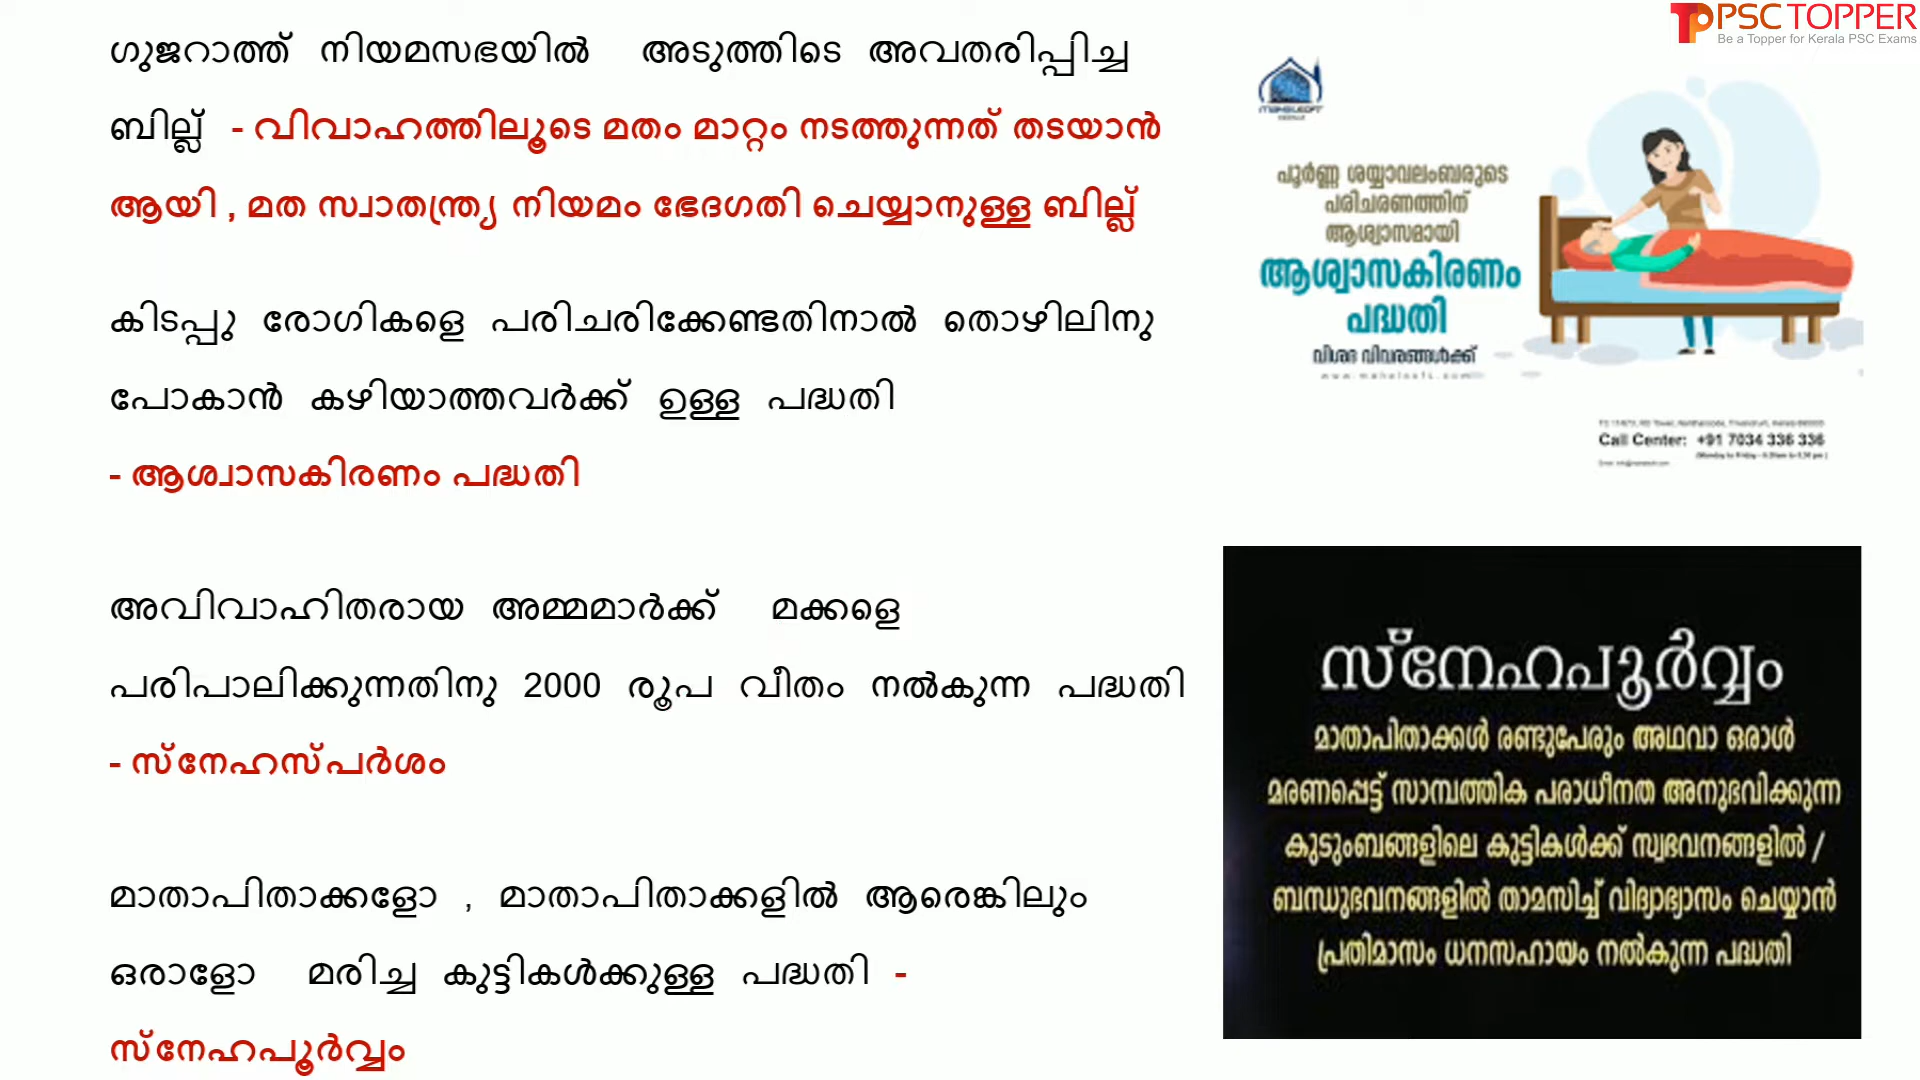 ഗുജറാത്ത് നിയമസഭയിൽ അടുത്തിടെ അവതരിപ്പിച്ച
ബില്ല് - വിവാഹത്തിലൂടെ മതം മാറ്റം നടത്തുന്നത് തടയാൻ
ആയി , മത സ്വാതന്ത്ര്യ നിയമം ഭേദഗതി ചെയ്യാനുള്ള ബില്ല്
കിടപ്പു രോഗികളെ പരിചരിക്കേണ്ടതിനാൽ തൊഴിലിനു
പോകാൻ കഴിയാത്തവർക്ക് ഉള്ള പദ്ധതി
- ആശ്വാസകിരണം പദ്ധതി
അവിവാഹിതരായ അമ്മമാർക്ക് മക്കളെ
പരിപാലിക്കുന്നതിനു 2000 രൂപ വീതം നൽകുന്ന പദ്ധതി
- സ്നേഹസ്പർശം
മാതാപിതാക്കളോ , മാതാപിതാക്കളിൽ ആരെങ്കിലും
ഒരാളോ മരിച്ച കുട്ടികൾക്കുള്ള പദ്ധതി -
സ്നേഹപൂർവ്വം
PSC TOPPER
Be a Topper for Kerala PSC Exams
പൂർണ്ണ ശയ്യാവലംബരുടെ
പരിചരണത്തിന്
ആശ്വാസമായി
ആശ്വാസകിരണം
പദ്ധതി
വിശദ വിവരങ്ങൾക്ക്
Call Center: +91 7034 336 336
സ്നേഹപൂർവ്വം
മാതാപിതാക്കൾ രണ്ടുപേരും അഥവാ ഒരാൾ
മരണപ്പെട്ട് സാമ്പത്തിക പരാധീനത അനുഭവിക്കുന്ന
കുടുംബങ്ങളിലെ കുട്ടികൾക്ക് സ്വഭവനങ്ങളിൽ /
ബന്ധുഭവനങ്ങളിൽ താമസിച്ച് വിദ്യാഭ്യാസം ചെയ്യാൻ
പ്രതിമാസം ധനസഹായം നൽകുന്ന പദ്ധതി